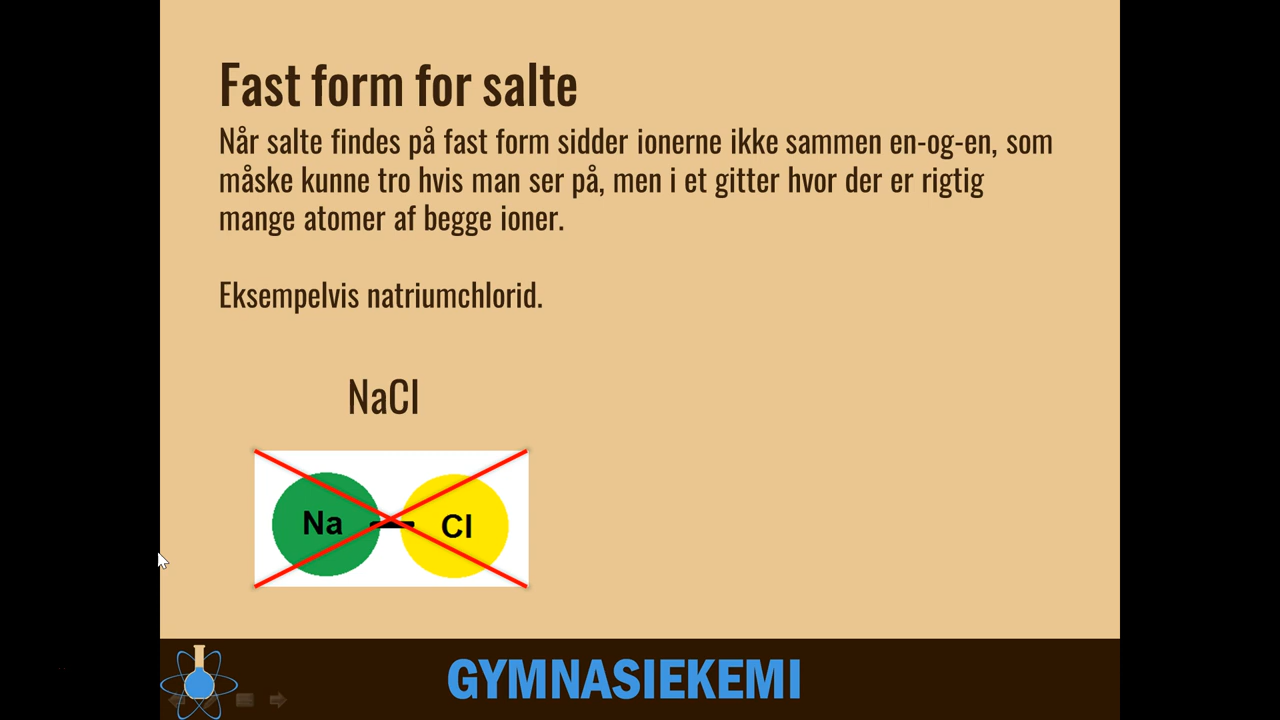 Fast form for salte
Når salte findes på fast form sidder ionerne ikke sammen en-og-en, som
måske kunne tro hvis man ser på, men i et gitter hvor der er rigtig
mange atomer af begge ioner.
Eksempelvis natriumchlorid.
NaCl
Na
Cl
GYMNASIEKEMI